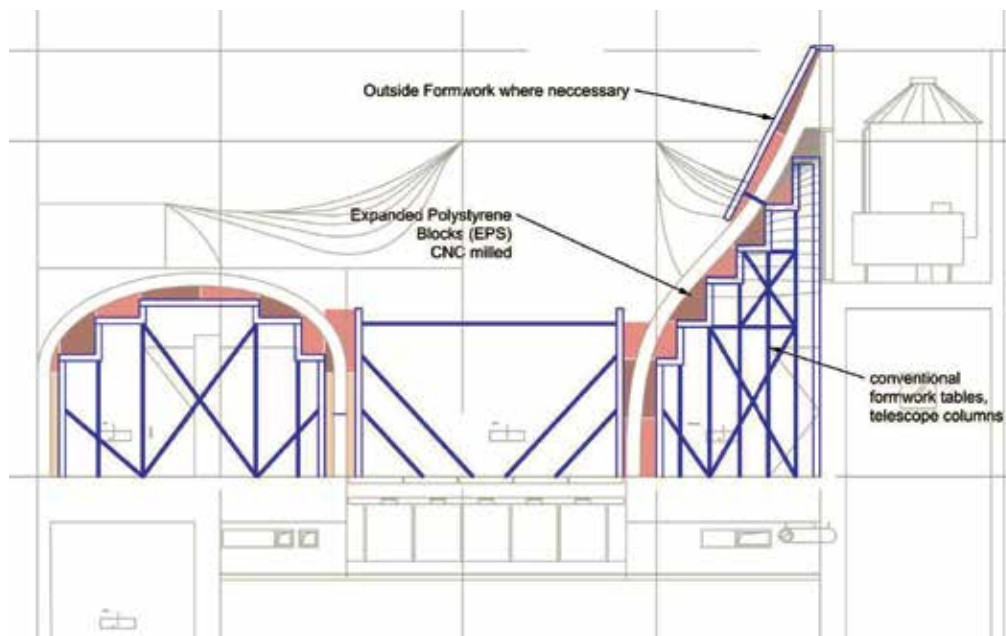 Outside Formwork where neccessary
Expanded Polystyrene
Blocks (EPS)
CNC milled
conventional
formwork tables,
telescope columns